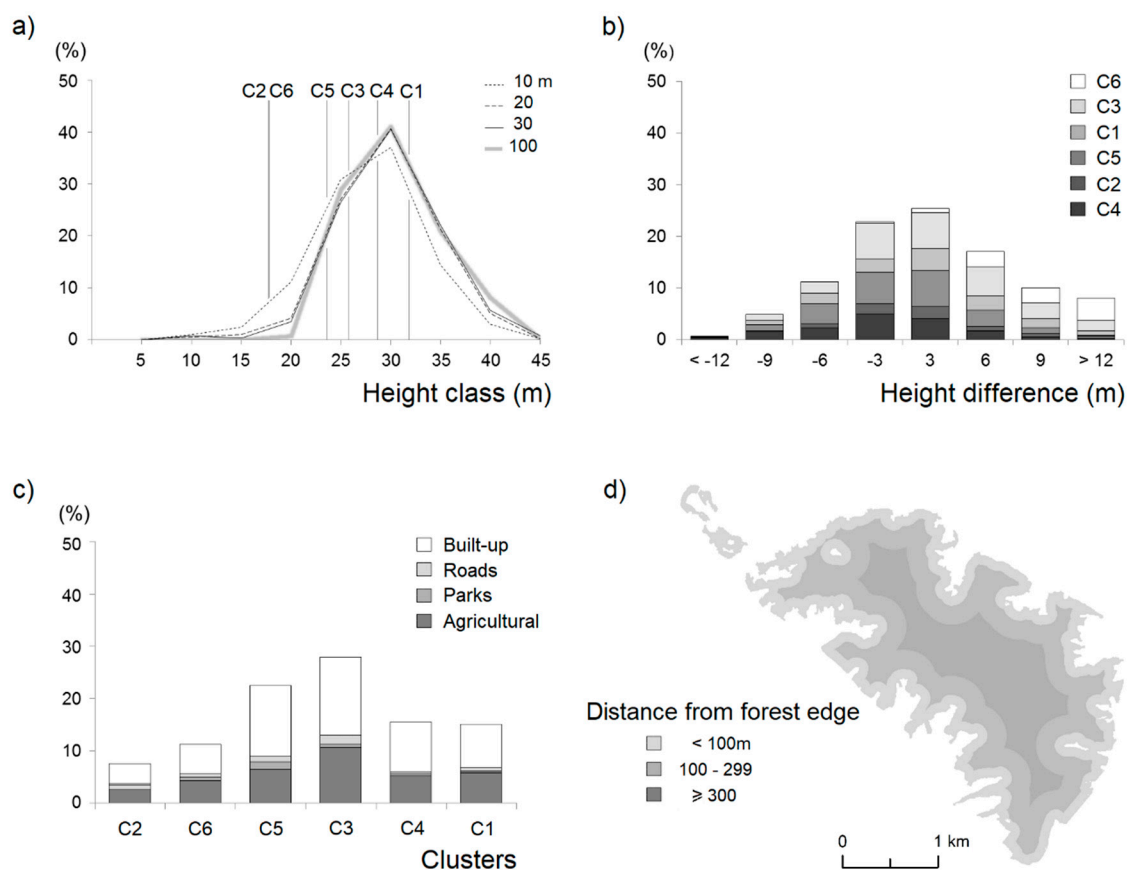 a)
(%)
50
40
30
20
10
0
C2 C6 C5 C3 C4 C1
10 m
20
30
100
5 10 15 20 25 30 35 40 45
Height class (m)
b)
(%)
50
40
30
20
10
0
C6
C3
C1
C5
C2
C4
< -12 -9 -6 -3 3 6 9 > 12
Height difference (m)
c)
(%)
50
40
30
20
10
0
Built-up
Roads
Parks
Agricultural
C2 C6 C5 C3 C4 C1
Clusters
d)
Distance from forest edge
< 100m
100 - 299
⩾ 300
0 1 km